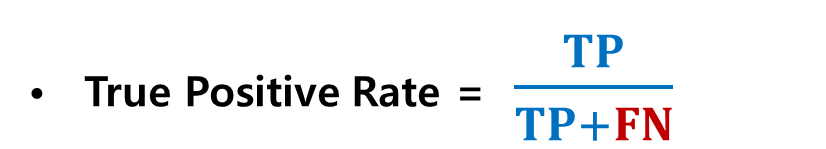 • True Positive Rate = TP
TP+FN